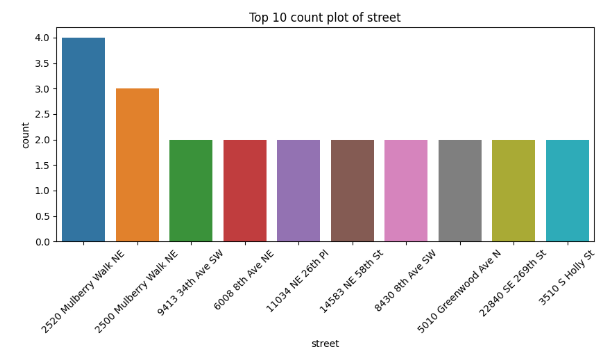 Top 10 count plot of street
count
4.0
3.5
3.0
2.5
2.0
1.5
1.0
0.5
0.0
2520 Mulberry Walk NE
2500 Mulberry Walk NE
9413 34th Ave SW
6008 8th Ave NE
11034 NE 26th Pl
14583 NE 58th St
8430 8th Ave SW
5010 Greenwood Ave N
22840 SE 269th St
3510 S Holly St
street